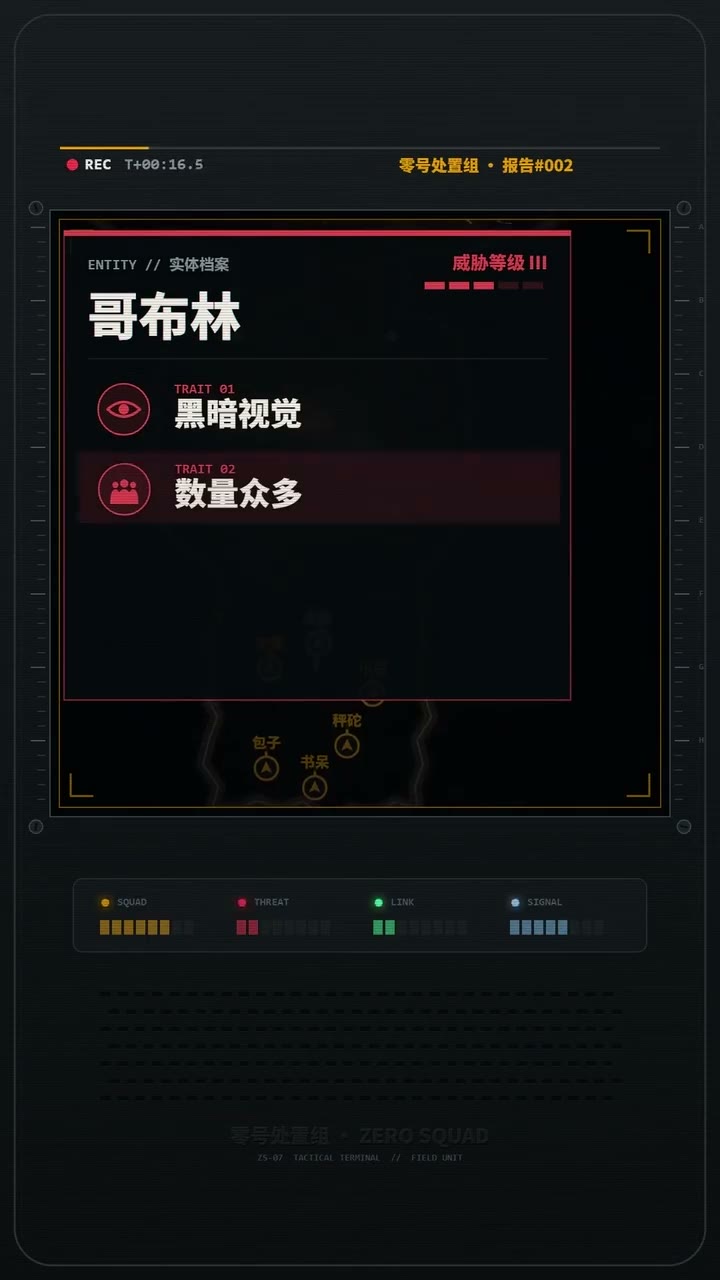 REC T+00:16.5
零号处置组 · 报告#002
ENTITY // 实体档案
威胁等级 III
哥布林
TRAIT 01
黑暗视觉
TRAIT 02
数量众多
秤砣
包子
书呆
SQUAD
THREAT
LINK
SIGNAL
零号处置组 · ZERO SQUAD
ZS-07 TACTICAL TERMINAL // FIELD UNIT
A
B
C
D
E
F
G
H